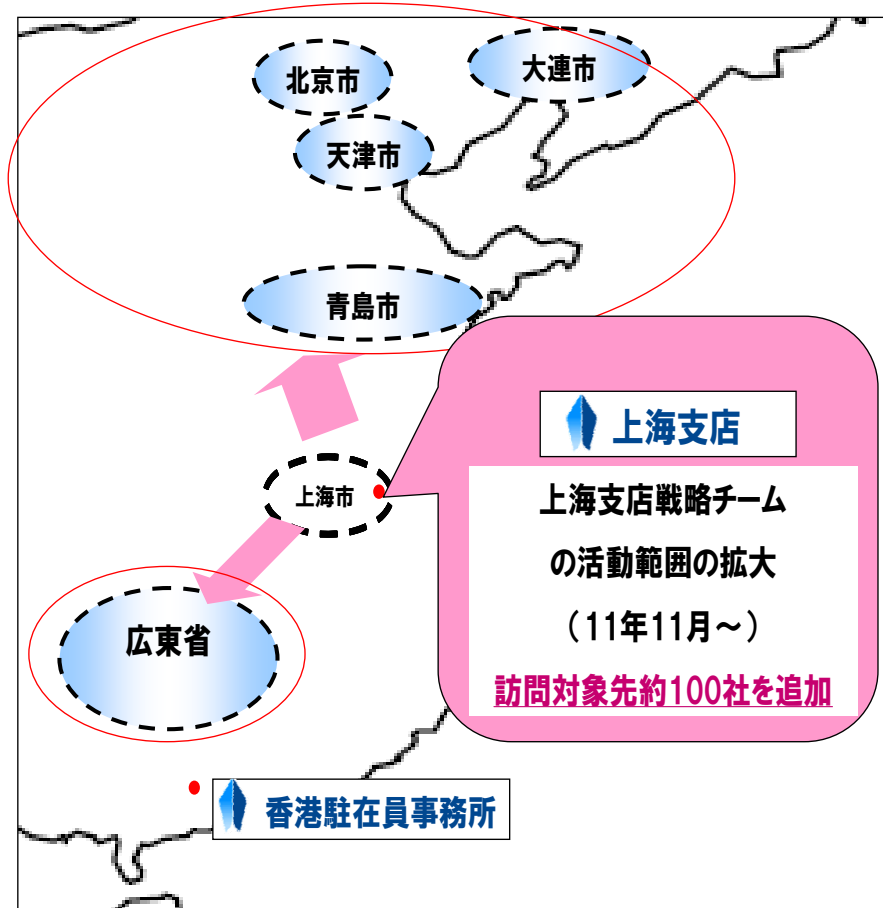 北京市
大連市
天津市
青島市
上海支店
上海市
上海支店戦略チーム
の活動範囲の拡大
（11年11月～）
訪問対象先約100社を追加
広東省
香港駐在員事務所